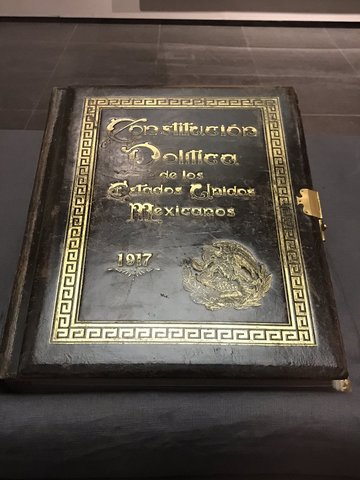 Constitución
Política
de los
Estados Unidos
Mexicanos
1917